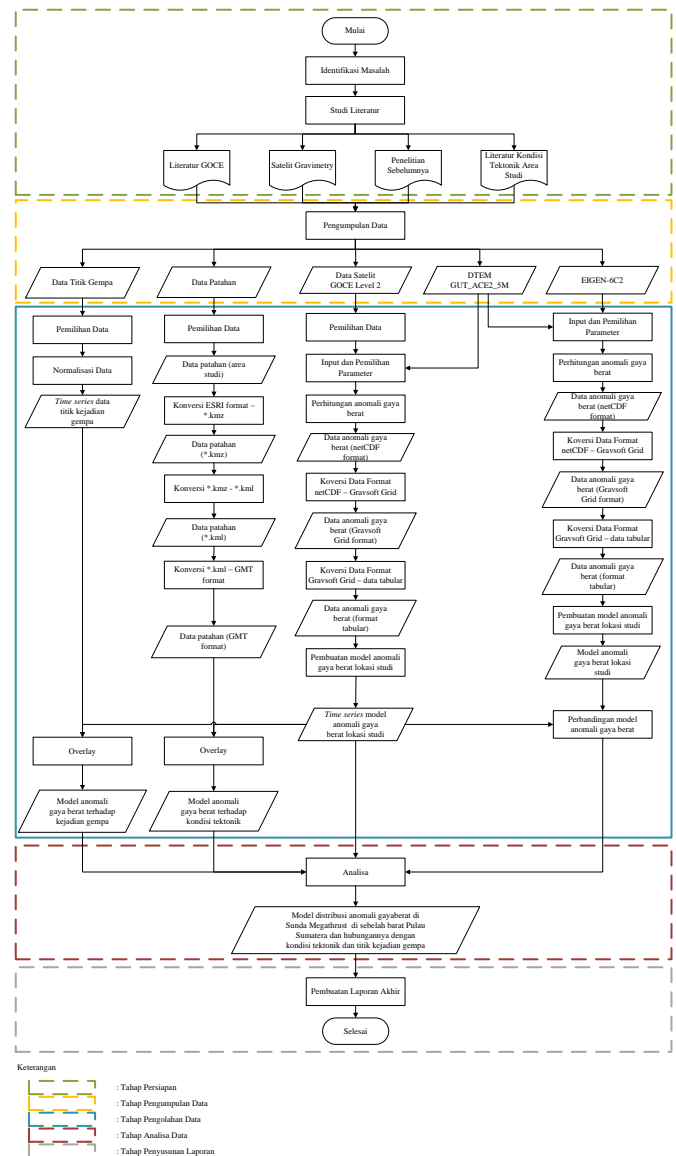 Mulai
Identifikasi Masalah
Studi Literatur
Literatur GOCE
Satelit Gravimetry
Penelitian
Sebelumnya
Literatur Kondisi
Tektonik Area
Studi
Pengumpulan Data
Data Titik Gempa
Data Patahan
Data Satelit
GOCE Level 2
DTEM
GUT_ACE2_5M
EIGEN-6C2
Pemilihan Data
Normalisasi Data
Time series data
titik kejadian
gempa
Pemilihan Data
Data patahan (area
studi)
Konversi ESRI format –
*.kmz
Data patahan
(*.kmz)
Konversi *.kmz - *.kml
Data patahan
(*.kml)
Konversi *.kml – GMT
format
Data patahan (GMT
format)
Pemilihan Data
Input dan Pemilihan
Parameter
Perhitungan anomali gaya
berat
Data anomali gaya
berat (netCDF
format)
Koversi Data Format
netCDF – Gravsoft Grid
Data anomali gaya
berat (Gravsoft
Grid format)
Koversi Data Format
Gravsoft Grid – data tabular
Data anomali gaya
berat (format
tabular)
Pembuatan model anomali
gaya berat lokasi studi
Time series model
anomali gaya
berat lokasi studi
Input dan Pemilihan
Parameter
Perhitungan anomali gaya
berat
Data anomali gaya
berat (netCDF
format)
Koversi Data Format
netCDF – Gravsoft Grid
Data anomali gaya
berat (Gravsoft
Grid format)
Koversi Data Format
Gravsoft Grid – data tabular
Data anomali gaya
berat (format
tabular)
Pembuatan model anomali
gaya berat lokasi studi
Model anomali
gaya berat lokasi
studi
Perbandingan model
anomali gaya berat
Overlay
Overlay
Model anomali
gaya berat terhadap
kejadian gempa
Model anomali
gaya berat terhadap
kondisi tektonik
Analisa
Model distribusi anomali gayaberat di
Sunda Megathrust di sebelah barat Pulau
Sumatera dan hubungannya dengan
kondisi tektonik dan titik kejadian gempa
Pembuatan Laporan Akhir
Selesai
Keterangan
: Tahap Persiapan
: Tahap Pengumpulan Data
: Tahap Pengolahan Data
: Tahap Analisa Data
: Tahap Penyusunan Laporan